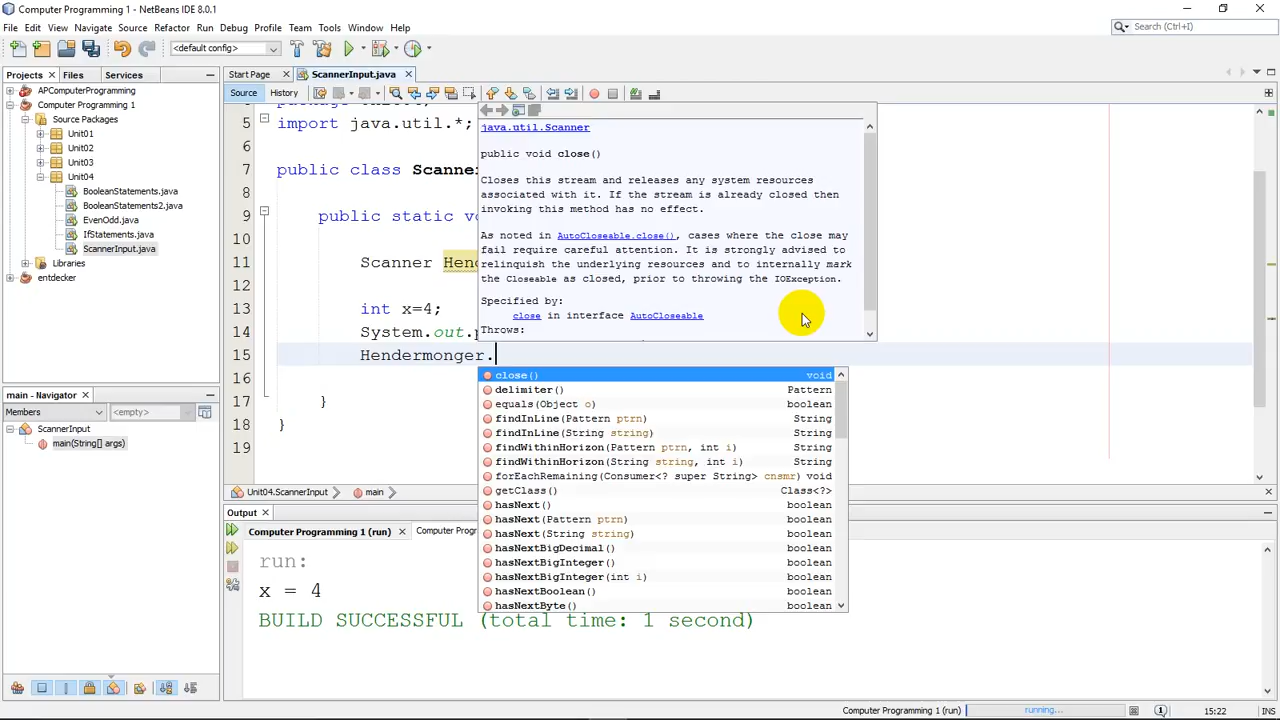 Computer Programming 1 - NetBeans IDE 8.0.1
File Edit View Navigate Source Refactor Run Debug Profile Team Tools Window Help
Search (Ctrl+I)
<default config>
Projects Files Services
Start Page ScannerInput.java
Source History
APComputerProgramming
Computer Programming 1
Source Packages
Unit01
Unit02
Unit03
Unit04
BooleanStatements.java
BooleanStatements2.java
EvenOdd.java
IfStatements.java
ScannerInput.java
Libraries
entdecker
5 import java.util.*;
6
7 public class Scanner
8
9 public static vo
10
11 Scanner Hend
12
13 int x=4;
14 System.out.p
15 Hendermonger.
16
17 }
18 }
19
java.util.Scanner
public void close()
Closes this stream and releases any system resources
associated with it. If the stream is already closed then
invoking this method has no effect.
As noted in AutoCloseable.close(), cases where the close may
fail require careful attention. It is strongly advised to
relinquish the underlying resources and to internally mark
the Closeable as closed, prior to throwing the IOException.
Specified by:
close in interface AutoCloseable
Throws:
close() void
delimiter() Pattern
equals(Object o) boolean
findInLine(Pattern ptrn) String
findInLine(String string) String
findWithinHorizon(Pattern ptrn, int i) String
findWithinHorizon(String string, int i) String
forEachRemaining(Consumer<? super String> cnsmr) void
getClass() Class<?>
hasNext() boolean
hasNext(Pattern ptrn) boolean
hasNext(String string) boolean
hasNextBigDecimal() boolean
hasNextBigInteger() boolean
hasNextBigInteger(int i) boolean
hasNextBoolean() boolean
hasNextByte() boolean
main - Navigator
Members <empty>
ScannerInput
main(String[] args)
Unit04.ScannerInput main
Output
Computer Programming 1 (run) Computer Prog
run:
x = 4
BUILD SUCCESSFUL (total time: 1 second)
Computer Programming 1 (run) running... 1 15:22 INS